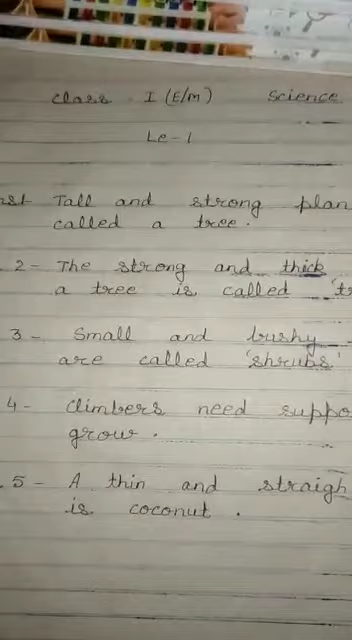 class I (E/m) Science
Le-1
Tall and strong plan
called a tree.
2- The strong and thick
a tree is called
3- Small and bushy
are called 'shrubs'
4- climbers need suppo
grow.
5- A thin and straigh
is coconut.